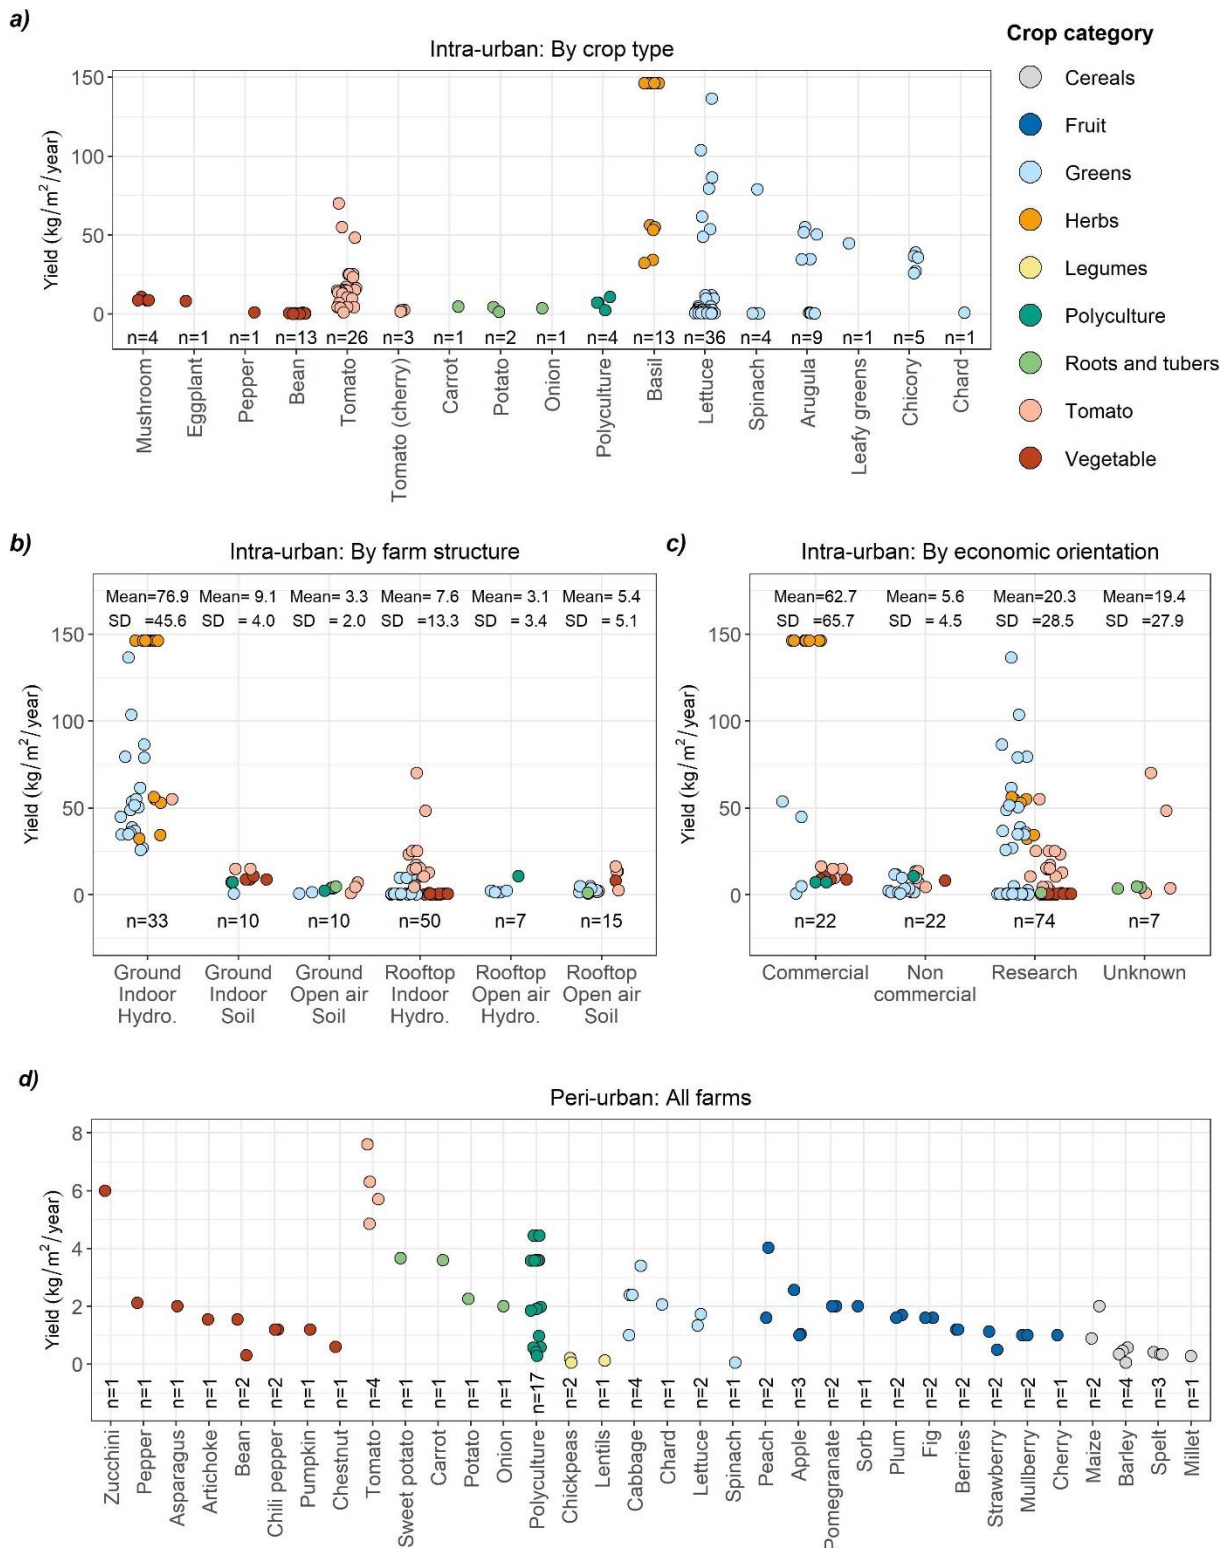 a)
Intra-urban: By crop type
Yield (kg/m²/year)
150
100
50
0
n=4 n=1 n=1 n=13 n=26 n=3 n=1 n=2 n=1 n=4 n=13 n=36 n=4 n=9 n=1 n=5 n=1
Mushroom
Eggplant
Pepper
Bean
Tomato
Tomato (cherry)
Carrot
Potato
Onion
Polyculture
Basil
Lettuce
Spinach
Arugula
Leafy greens
Chicory
Chard
Crop category
Cereals
Fruit
Greens
Herbs
Legumes
Polyculture
Roots and tubers
Tomato
Vegetable
b)
Intra-urban: By farm structure
Yield (kg/m²/year)
150
100
50
0
Mean=76.9 Mean= 9.1 Mean= 3.3 Mean= 7.6 Mean= 3.1 Mean= 5.4
SD =45.6 SD = 4.0 SD = 2.0 SD =13.3 SD = 3.4 SD = 5.1
n=33 n=10 n=10 n=50 n=7 n=15
Ground Ground Ground Rooftop Rooftop Rooftop
Indoor Indoor Open air Indoor Open air Open air
Hydro. Soil Soil Hydro. Hydro. Soil
c)
Intra-urban: By economic orientation
Yield (kg/m²/year)
150
100
50
0
Mean=62.7 Mean= 5.6 Mean=20.3 Mean=19.4
SD =65.7 SD = 4.5 SD =28.5 SD =27.9
n=22 n=22 n=74 n=7
Commercial Non Research Unknown
commercial
d)
Peri-urban: All farms
Yield (kg/m²/year)
8
6
4
2
0
n=1 n=1 n=1 n=1 n=2 n=2 n=1 n=1 n=4 n=1 n=1 n=1 n=1 n=17 n=2 n=1 n=4 n=1 n=2 n=1 n=2 n=3 n=2 n=1 n=2 n=2 n=2 n=2 n=2 n=1 n=2 n=4 n=3 n=1
Zucchini
Pepper
Asparagus
Artichoke
Bean
Chili pepper
Pumpkin
Chestnut
Tomato
Sweet potato
Carrot
Potato
Onion
Polyculture
Chickpeas
Lentils
Cabbage
Chard
Lettuce
Spinach
Peach
Apple
Pomegranate
Sorb
Plum
Fig
Berries
Strawberry
Mullberry
Cherry
Maize
Barley
Spelt
Millet